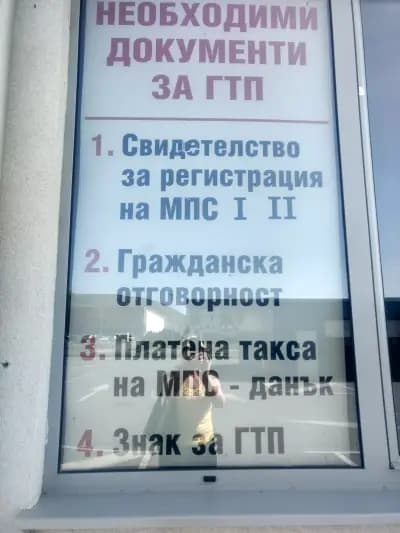 НЕОБХОДИМИ
ДОКУМЕНТИ
ЗА ГТП
1. Свидетелство
за регистрация
на МПС I II
2. Гражданска
отговорност
3. Платена такса
на МПС - данък
4. Знак за ГТП